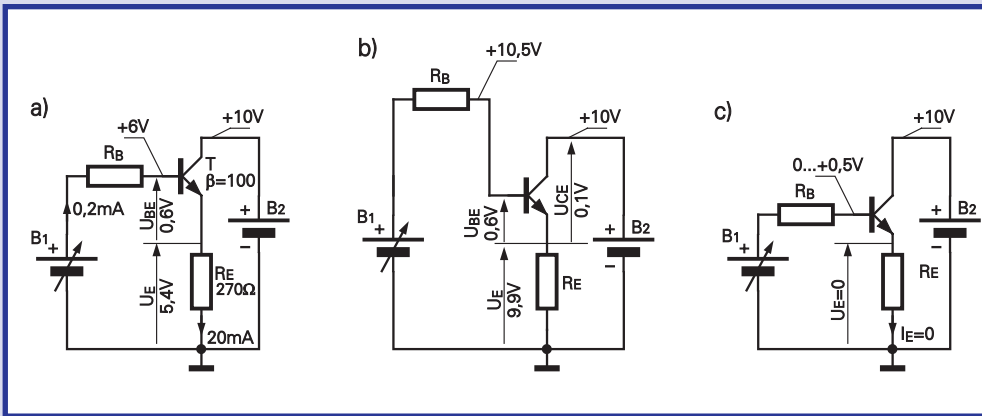 a)
+6V
+10V
RB
T
β=100
0,2mA
UBE
0,6V
B1
+
+
B2
−
UE
5,4V
RE
270Ω
20mA
b)
+10,5V
RB
+10V
UBE
0,6V
UCE
0,1V
B1
+
+
B2
−
UE
9,9V
RE
c)
+10V
0...+0,5V
RB
B1
+
+
B2
−
UE=0
RE
IE=0